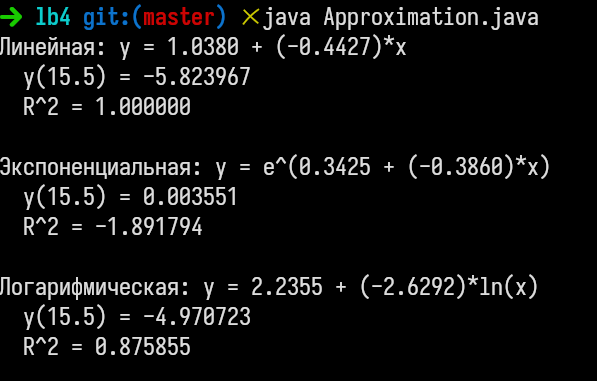 ➜ lb4 git:(master) ✗java Approximation.java
Линейная: y = 1.0380 + (-0.4427)*x
y(15.5) = -5.823967
R^2 = 1.000000
Экспоненциальная: y = e^(0.3425 + (-0.3860)*x)
y(15.5) = 0.003551
R^2 = -1.891794
Логарифмическая: y = 2.2355 + (-2.6292)*ln(x)
y(15.5) = -4.970723
R^2 = 0.875855